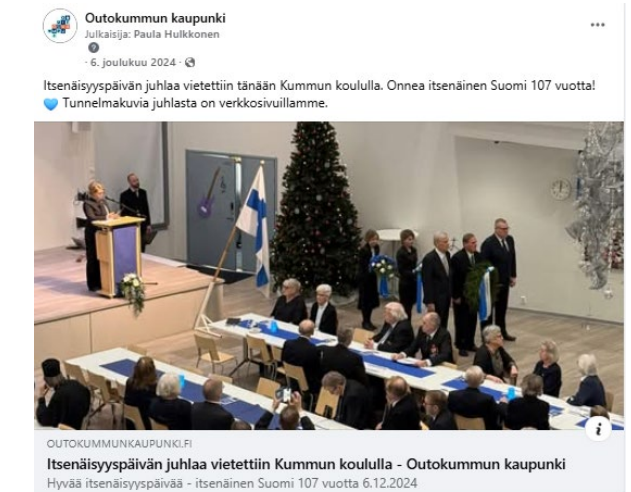 Outokummun kaupunki
Julkaisija: Paula Hulkkonen
· 6. joulukuu 2024 ·
Itsenäisyyspäivän juhlaa vietettiin tänään Kummun koululla. Onnea itsenäinen Suomi 107 vuotta!
Tunnelmakuvia juhlasta on verkkosivuillamme.
OUTOKUMMUNKAUPUNKI.FI
Itsenäisyyspäivän juhlaa vietettiin Kummun koululla - Outokummun kaupunki
Hyvää itsenäisyyspäivää - itsenäinen Suomi 107 vuotta 6.12.2024